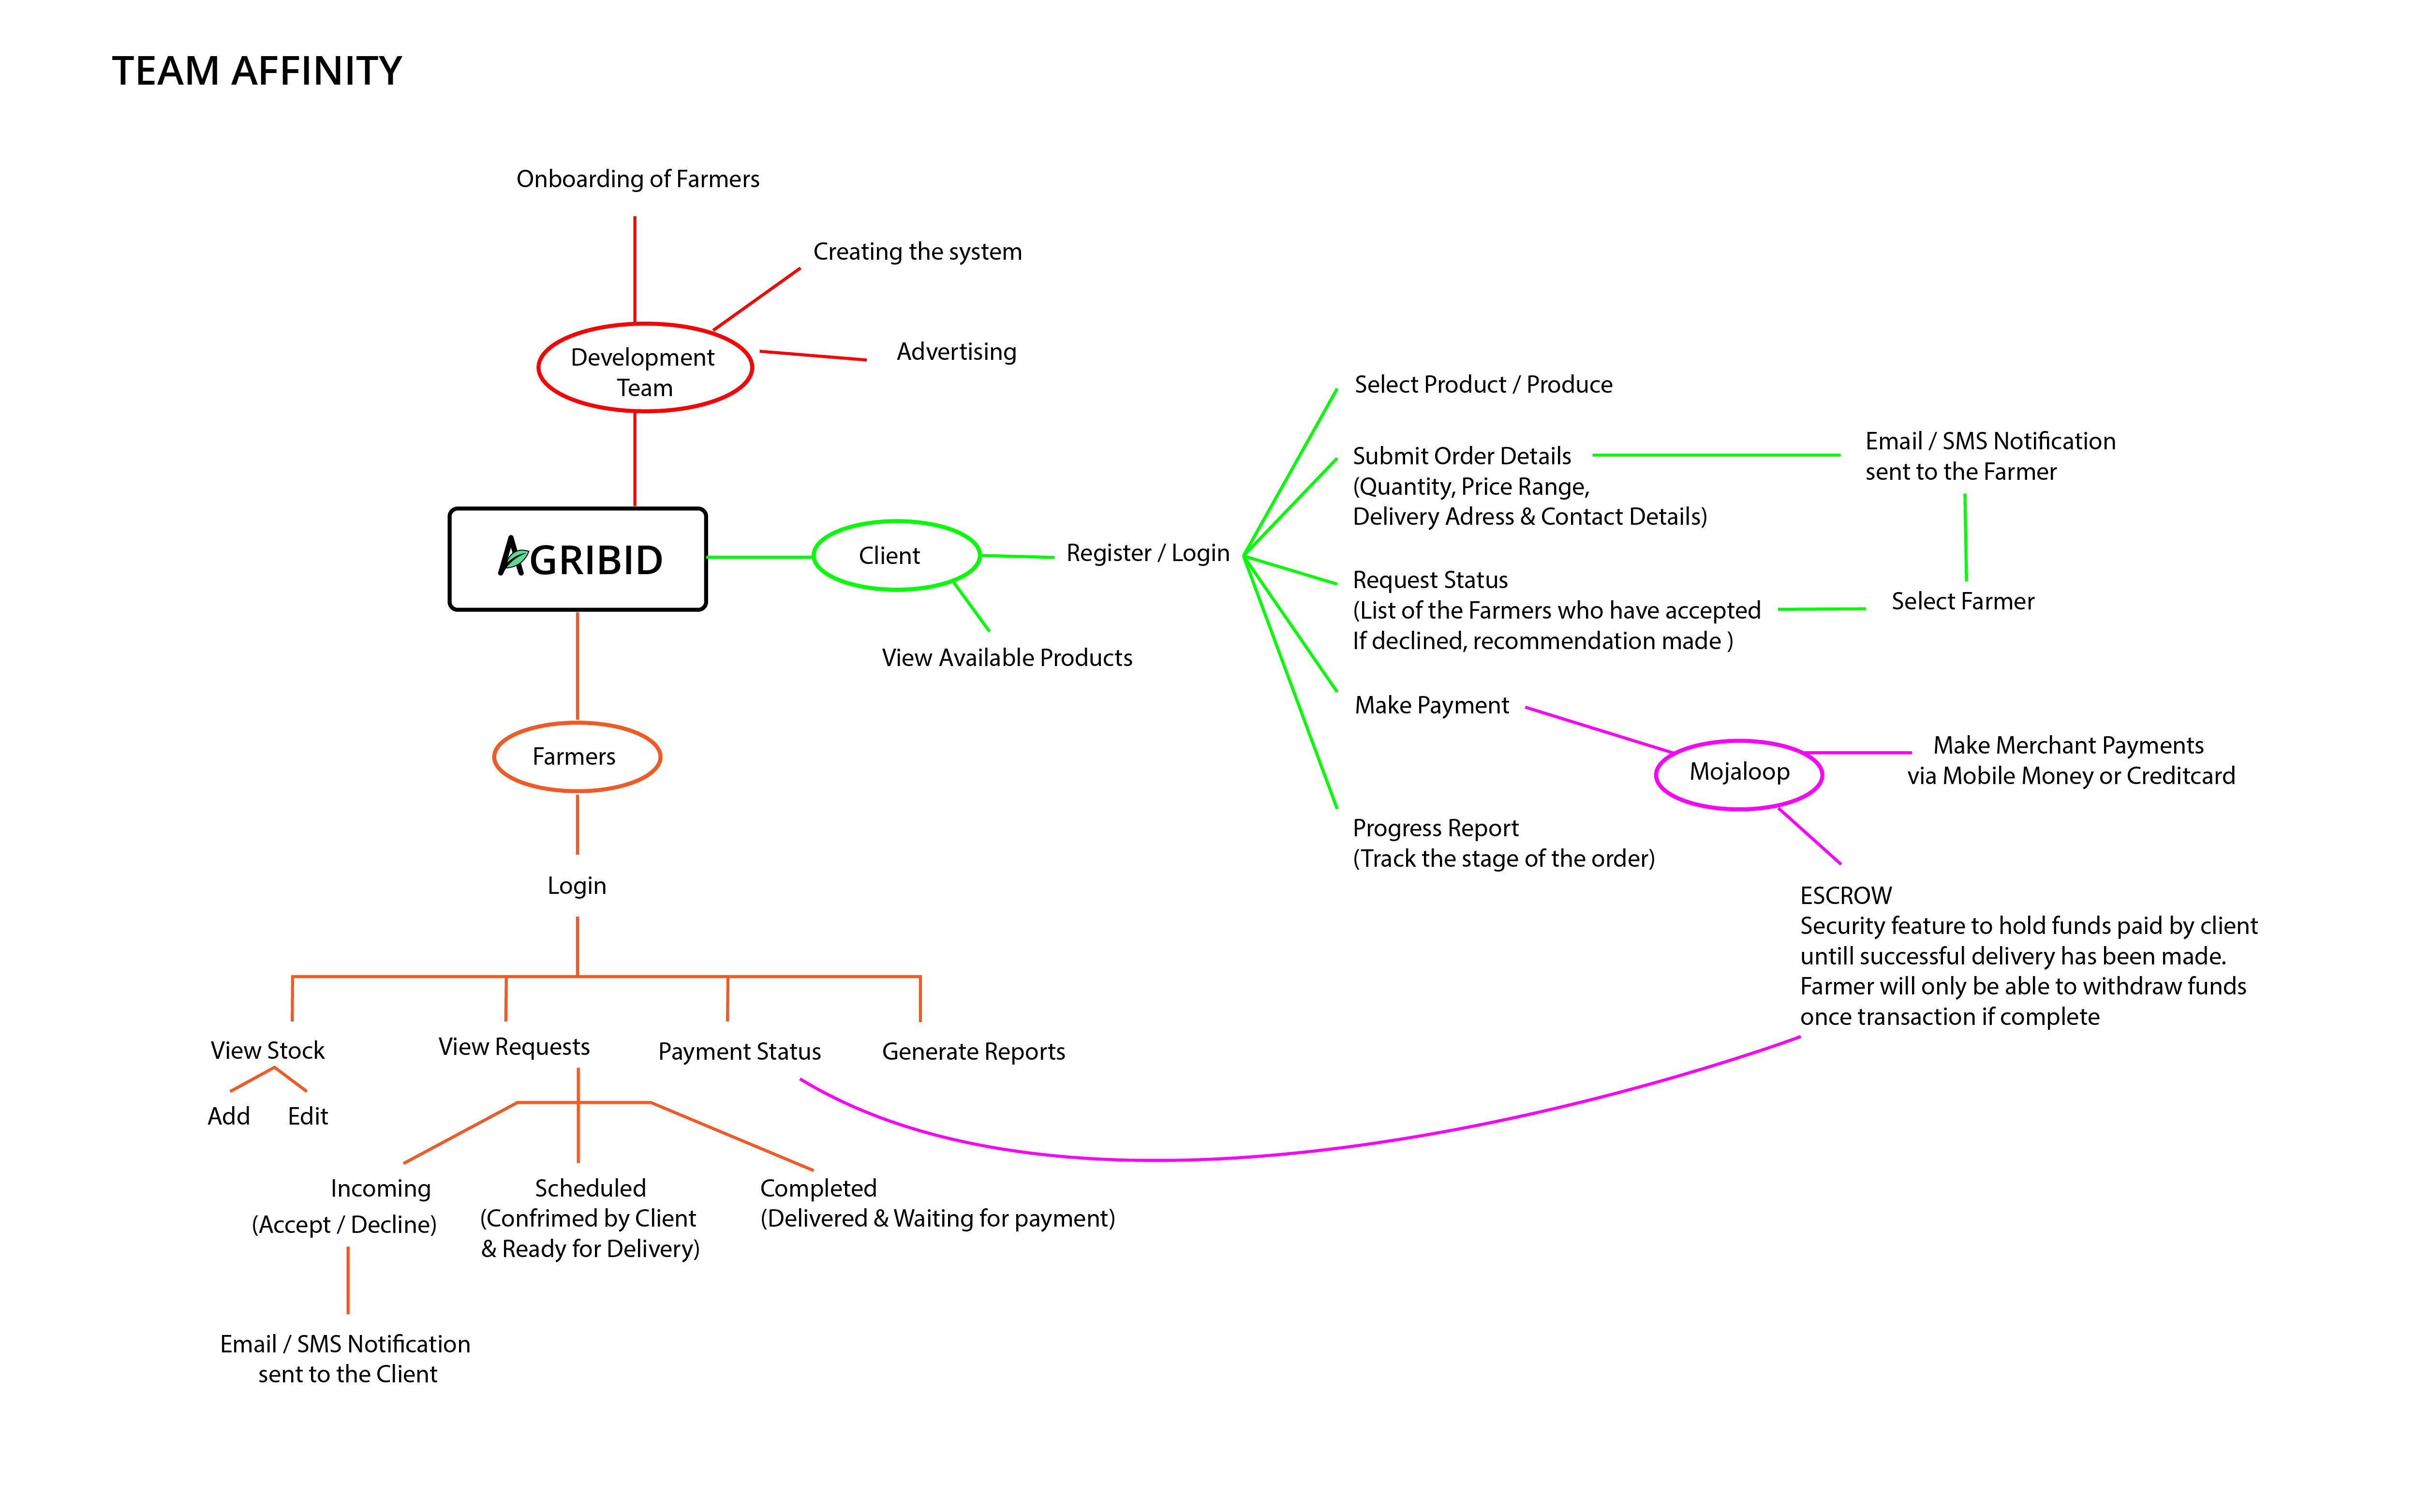 TEAM AFFINITY
Onboarding of Farmers
Creating the system
Advertising
Development
Team
AGRIBID
Client
Register / Login
View Available Products
Select Product / Produce
Submit Order Details
(Quantity, Price Range,
Delivery Adress & Contact Details)
Email / SMS Notification
sent to the Farmer
Request Status
(List of the Farmers who have accepted
If declined, recommendation made )
Select Farmer
Make Payment
Mojaloop
Make Merchant Payments
via Mobile Money or Creditcard
Progress Report
(Track the stage of the order)
ESCROW
Security feature to hold funds paid by client
untill successful delivery has been made.
Farmer will only be able to withdraw funds
once transaction if complete
Farmers
Login
View Stock
Add
Edit
View Requests
Payment Status
Generate Reports
Incoming
(Accept / Decline)
Scheduled
(Confrimed by Client
& Ready for Delivery)
Completed
(Delivered & Waiting for payment)
Email / SMS Notification
sent to the Client